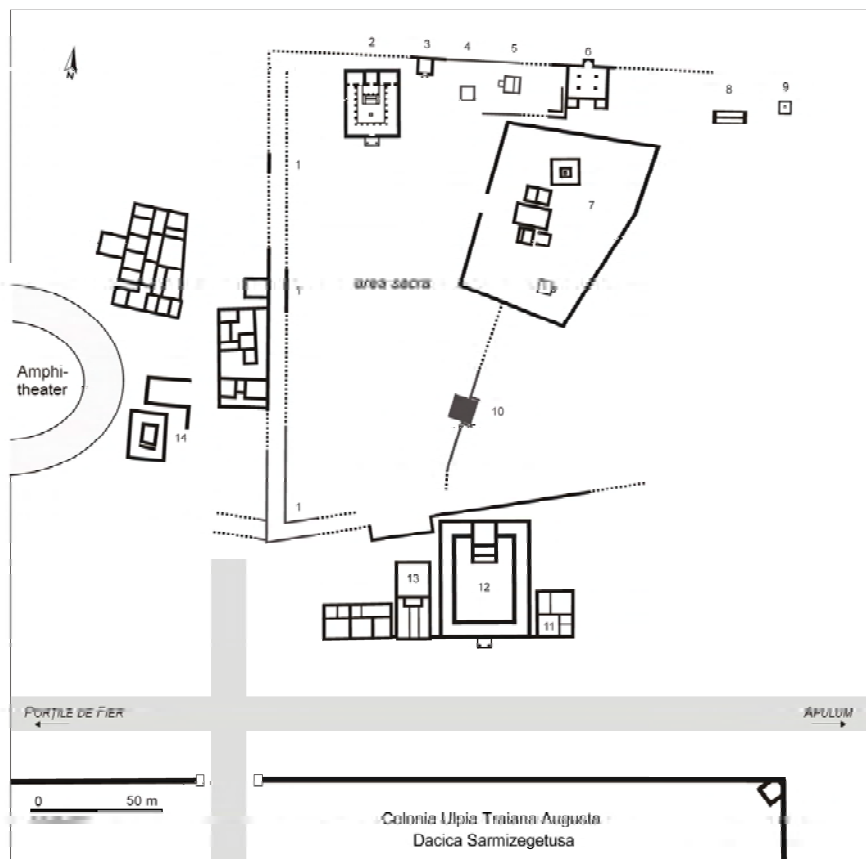 2 3 4 5 6
8 9
N
1
7
area sacra
1
Amphi-
theater
10
14
1
13 12
11
PORȚILE DE FIER APULUM
0 50 m
Colonia Ulpia Traiana Augusta
Dacica Sarmizegetusa